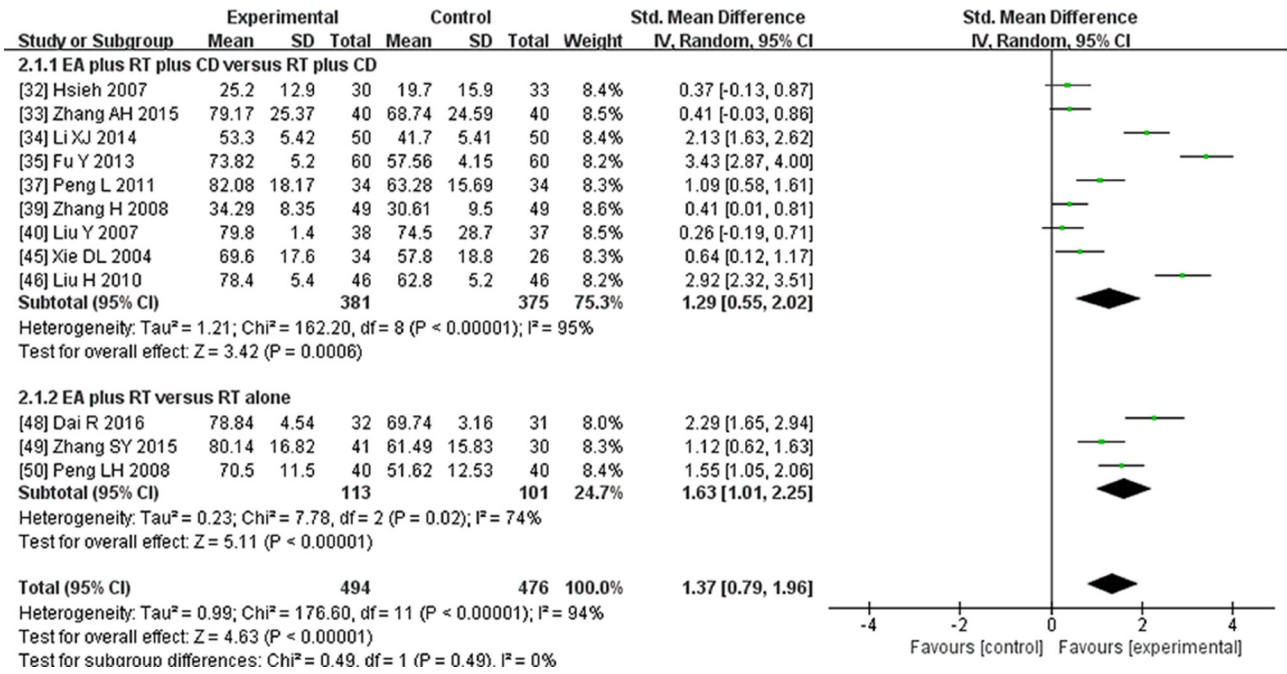 Experimental Control Std. Mean Difference Std. Mean Difference
Study or Subgroup Mean SD Total Mean SD Total Weight IV, Random, 95% CI IV, Random, 95% CI
2.1.1 EA plus RT plus CD versus RT plus CD
[32] Hsieh 2007 25.2 12.9 30 19.7 15.9 33 8.4% 0.37 [-0.13, 0.87]
[33] Zhang AH 2015 79.17 25.37 40 68.74 24.59 40 8.5% 0.41 [-0.03, 0.86]
[34] Li XJ 2014 53.3 5.42 50 41.7 5.41 50 8.4% 2.13 [1.63, 2.62]
[35] Fu Y 2013 73.82 5.2 60 57.56 4.15 60 8.2% 3.43 [2.87, 4.00]
[37] Peng L 2011 82.08 18.17 34 63.28 15.69 34 8.3% 1.09 [0.58, 1.61]
[39] Zhang H 2008 34.29 8.35 49 30.61 9.5 49 8.6% 0.41 [0.01, 0.81]
[40] Liu Y 2007 79.8 1.4 38 74.5 28.7 37 8.5% 0.26 [-0.19, 0.71]
[45] Xie DL 2004 69.6 17.6 34 57.8 18.8 26 8.3% 0.64 [0.12, 1.17]
[46] Liu H 2010 78.4 5.4 46 62.8 5.2 46 8.2% 2.92 [2.32, 3.51]
Subtotal (95% CI) 381 375 75.3% 1.29 [0.55, 2.02]
Heterogeneity: Tau² = 1.21; Chi² = 162.20, df = 8 (P < 0.00001); I² = 95%
Test for overall effect: Z = 3.42 (P = 0.0006)
2.1.2 EA plus RT versus RT alone
[48] Dai R 2016 78.84 4.54 32 69.74 3.16 31 8.0% 2.29 [1.65, 2.94]
[49] Zhang SY 2015 80.14 16.82 41 61.49 15.83 30 8.3% 1.12 [0.62, 1.63]
[50] Peng LH 2008 70.5 11.5 40 51.62 12.53 40 8.4% 1.55 [1.05, 2.06]
Subtotal (95% CI) 113 101 24.7% 1.63 [1.01, 2.25]
Heterogeneity: Tau² = 0.23; Chi² = 7.78, df = 2 (P = 0.02); I² = 74%
Test for overall effect: Z = 5.11 (P < 0.00001)
Total (95% CI) 494 476 100.0% 1.37 [0.79, 1.96]
Heterogeneity: Tau² = 0.99; Chi² = 176.60, df = 11 (P < 0.00001); I² = 94%
Test for overall effect: Z = 4.63 (P < 0.00001)
Test for subgroup differences: Chi² = 0.49, df = 1 (P = 0.49), I² = 0%
-4 -2 0 2 4
Favours [control] Favours [experimental]